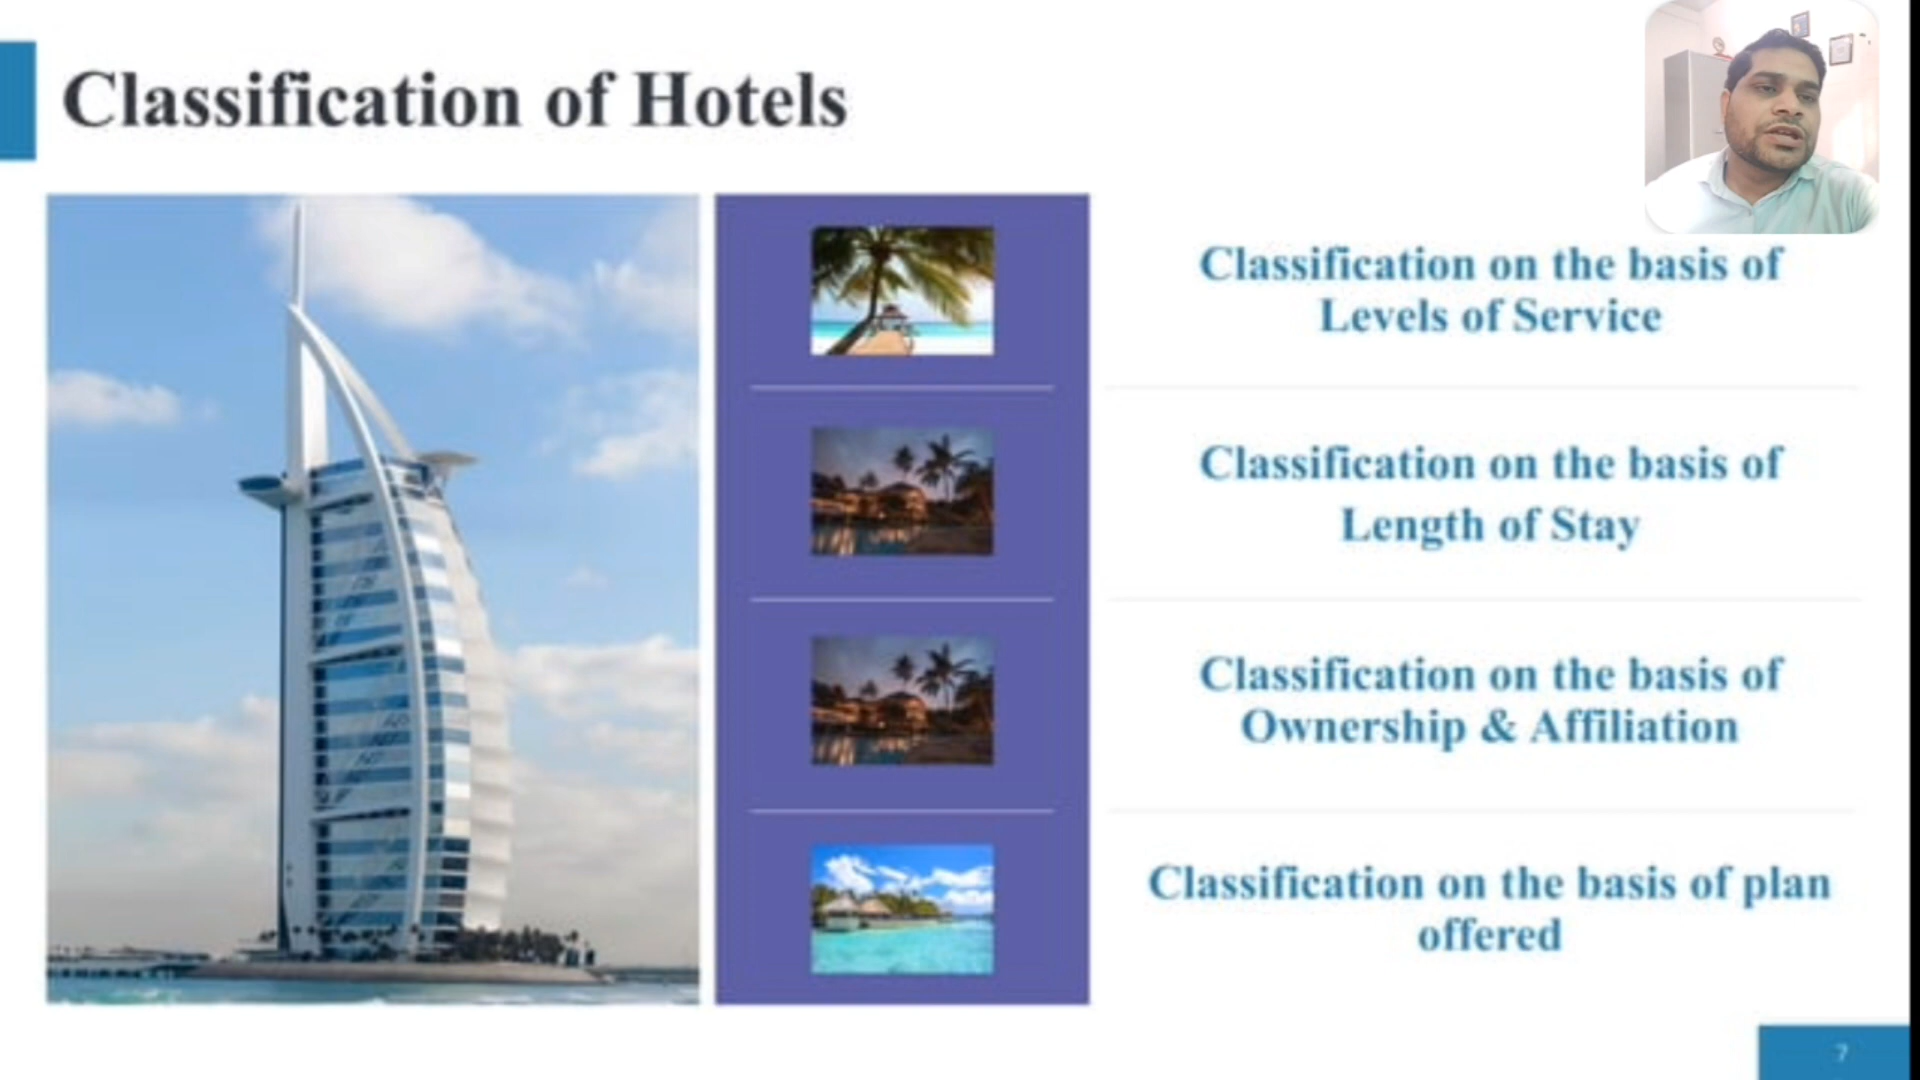 Classification of Hotels
Classification on the basis of
Levels of Service
Classification on the basis of
Length of Stay
Classification on the basis of
Ownership & Affiliation
Classification on the basis of plan
offered
7